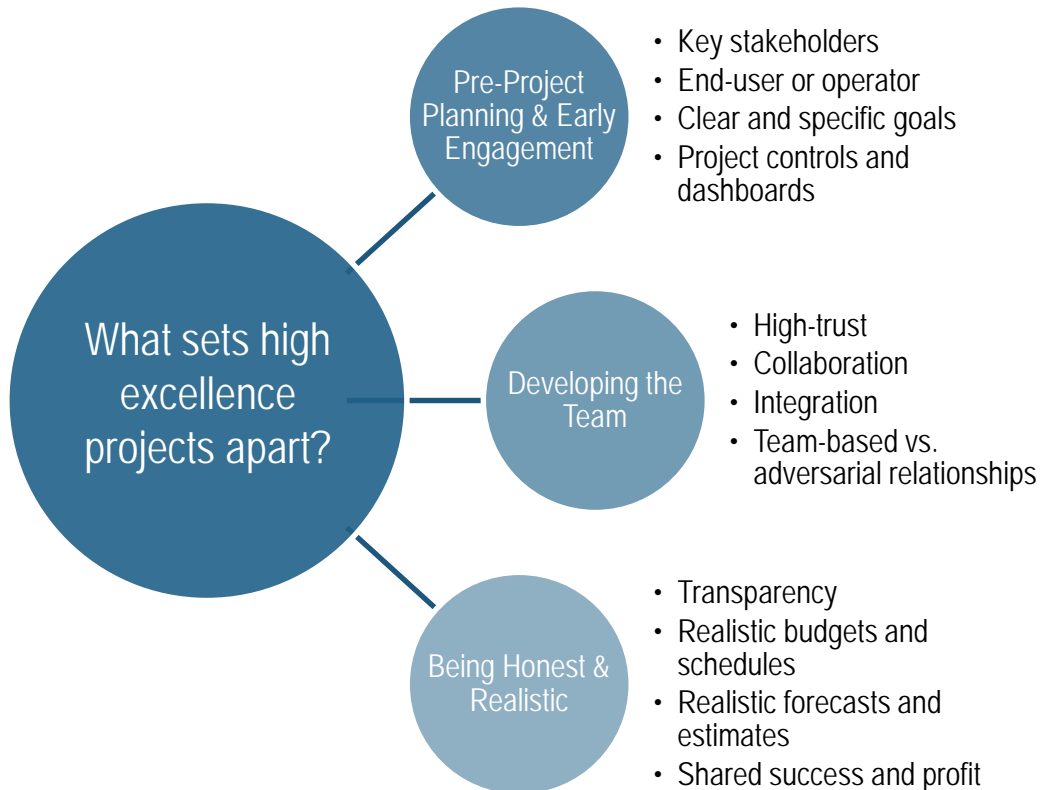 What sets high
excellence
projects apart?
Pre-Project
Planning & Early
Engagement
• Key stakeholders
• End-user or operator
• Clear and specific goals
• Project controls and
dashboards
Developing the
Team
• High-trust
• Collaboration
• Integration
• Team-based vs.
adversarial relationships
Being Honest &
Realistic
• Transparency
• Realistic budgets and
schedules
• Realistic forecasts and
estimates
• Shared success and profit